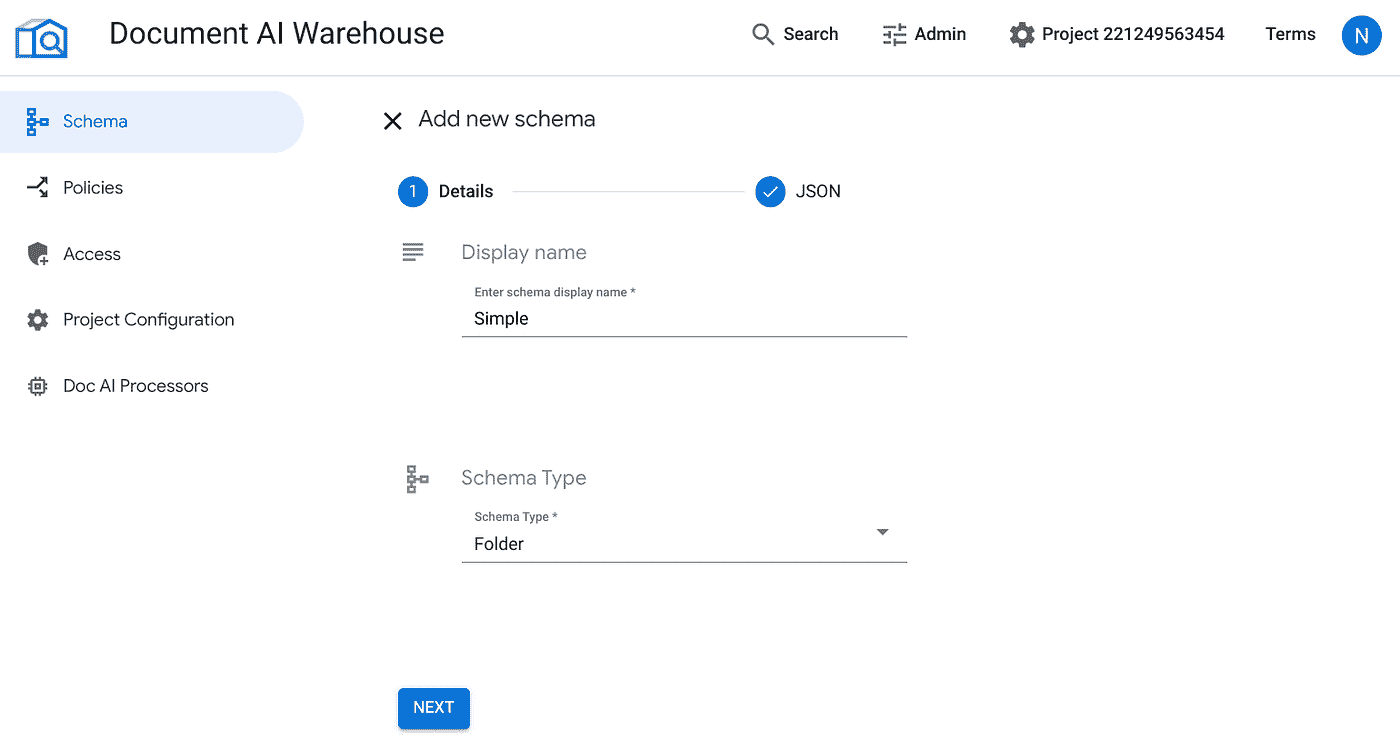 Document AI Warehouse
Search
Admin
Project 221249563454
Terms
N
Schema
Policies
Access
Project Configuration
Doc AI Processors
Add new schema
1 Details
JSON
Display name
Enter schema display name *
Simple
Schema Type
Schema Type *
Folder
NEXT